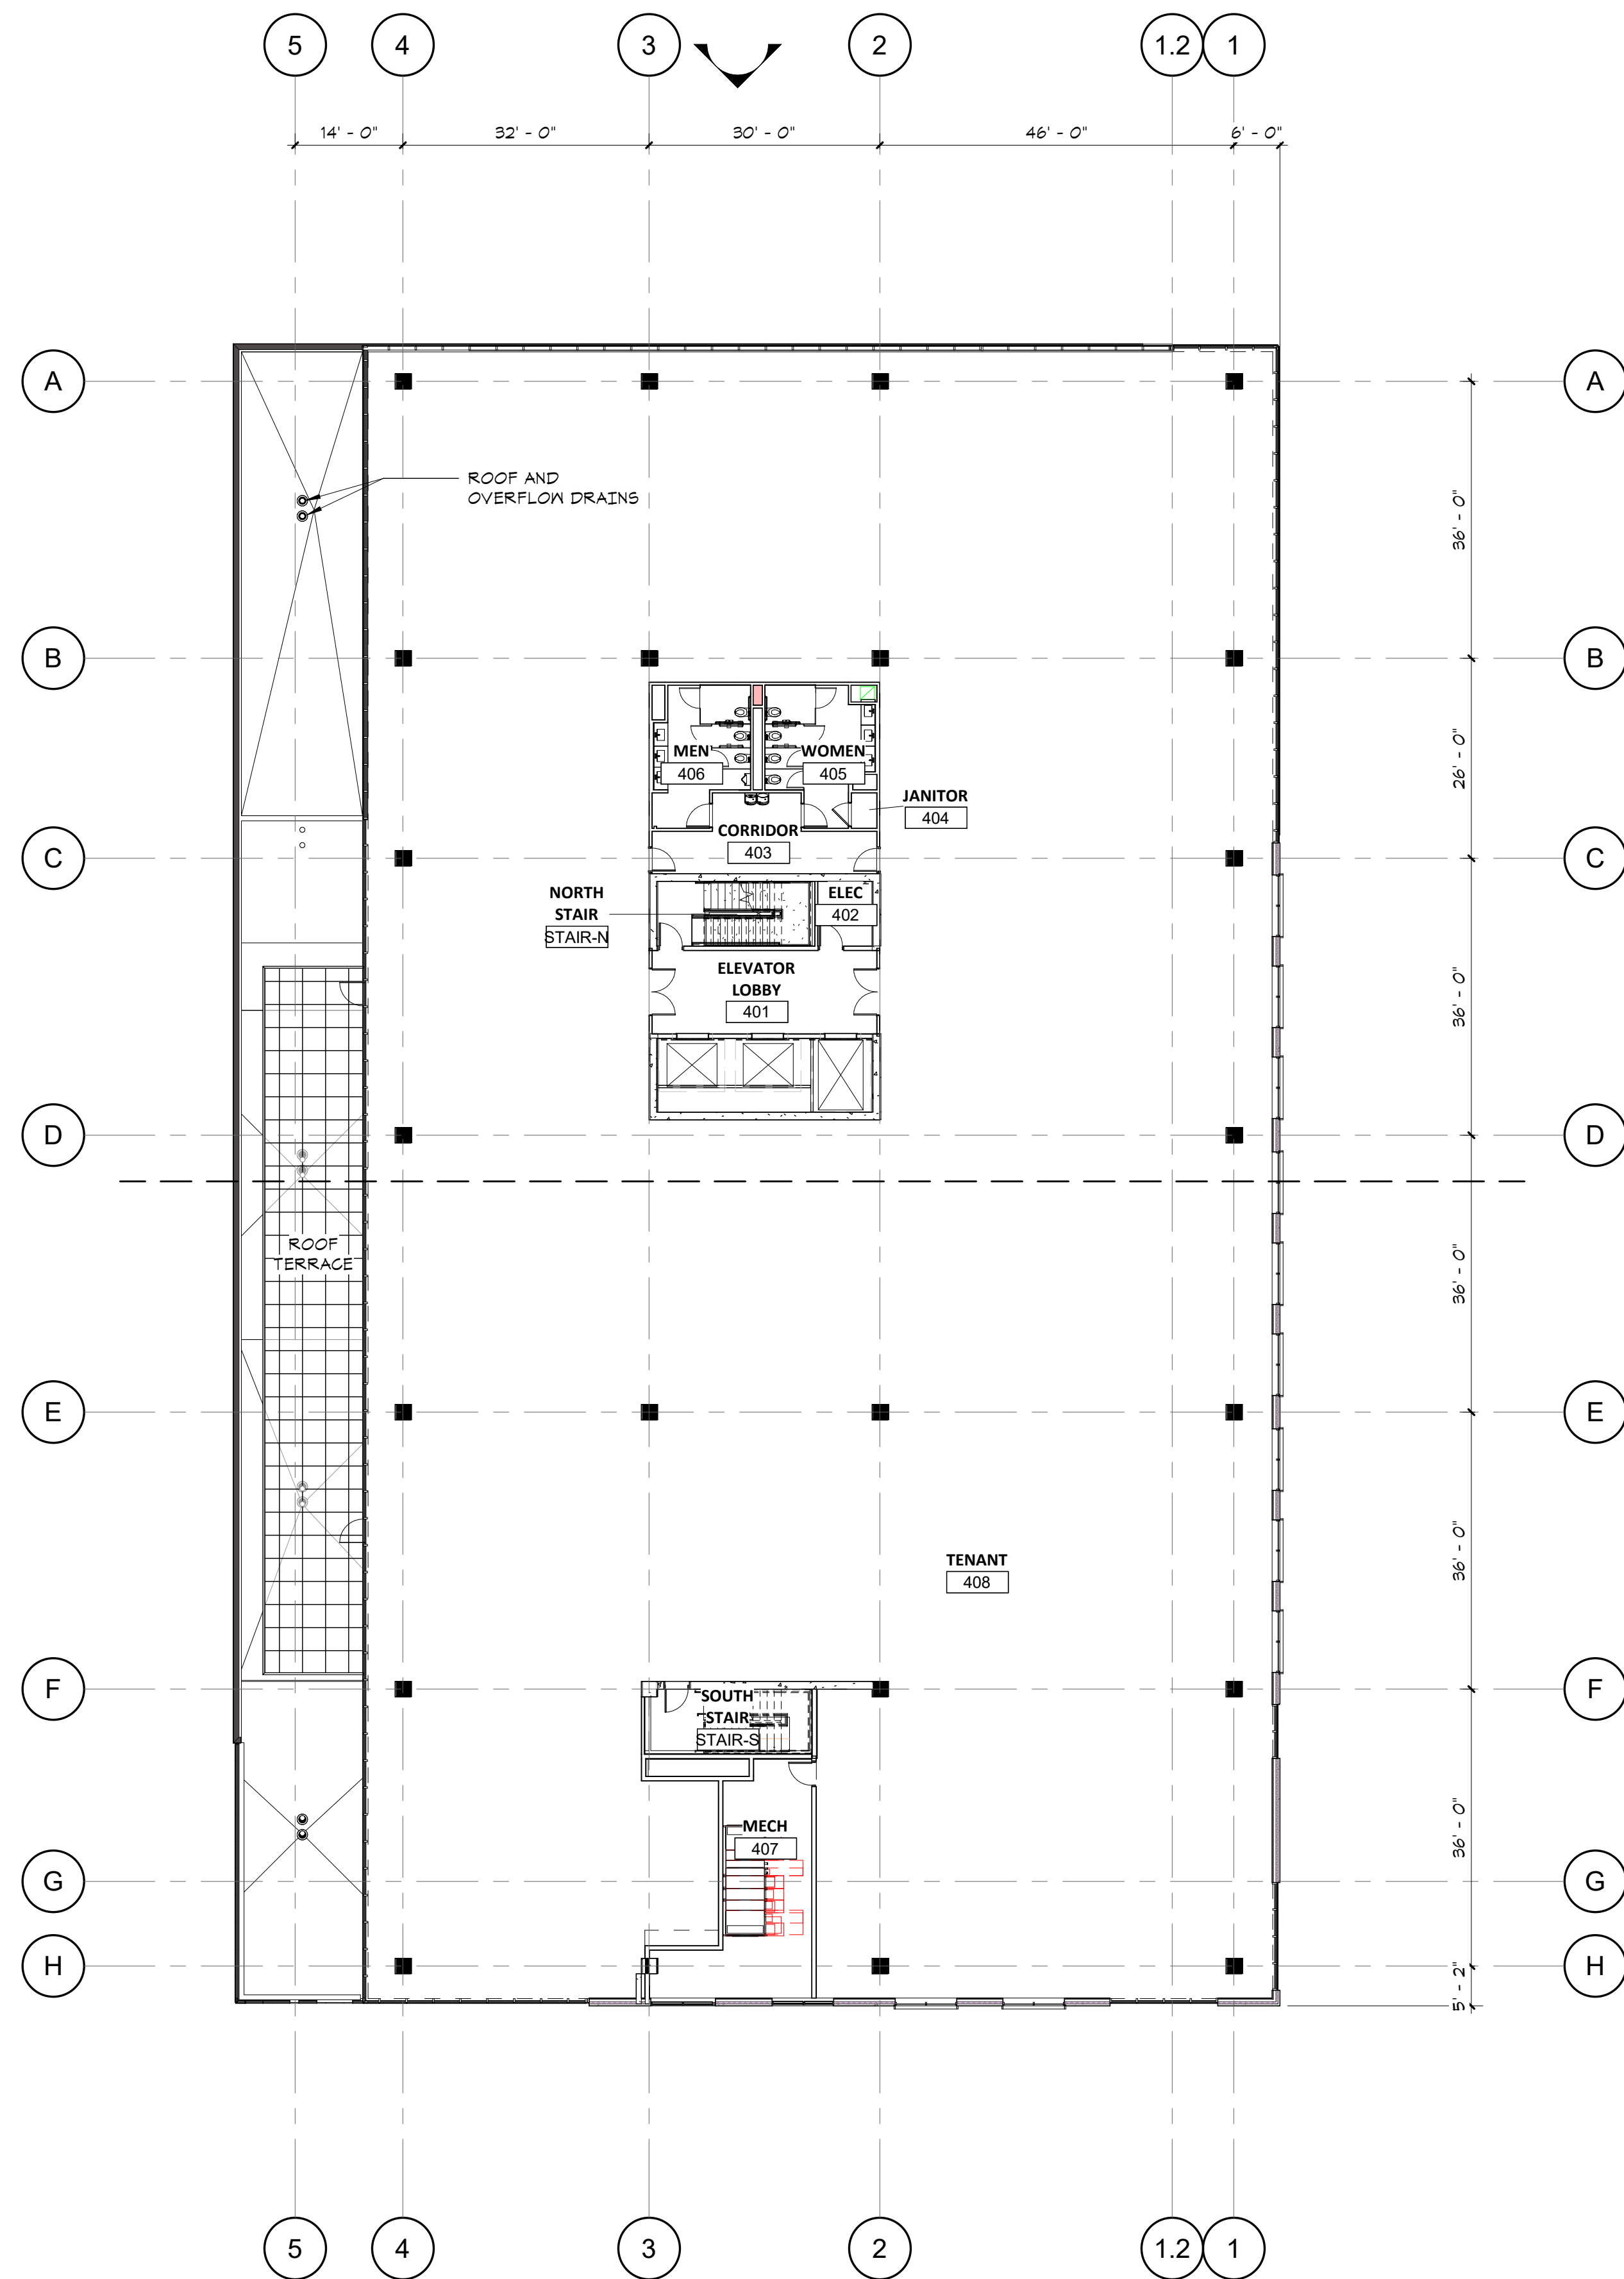 5 4 3 2 1.2 1
14' - 0" 32' - 0" 30' - 0" 46' - 0" 6' - 0"
A A
36' - 0"
ROOF AND
OVERFLOW DRAINS
B B
26' - 0"
MEN WOMEN
406 405
JANITOR
404
CORRIDOR
403
C C
NORTH
STAIR
STAIR-N
ELEC
402
ELEVATOR
LOBBY
401
36' - 0"
D D
ROOF
TERRACE
36' - 0"
E E
36' - 0"
TENANT
408
F F
SOUTH
STAIR
STAIR-S
MECH
407
36' - 0"
G G
H H
5' - 2"
5 4 3 2 1.2 1